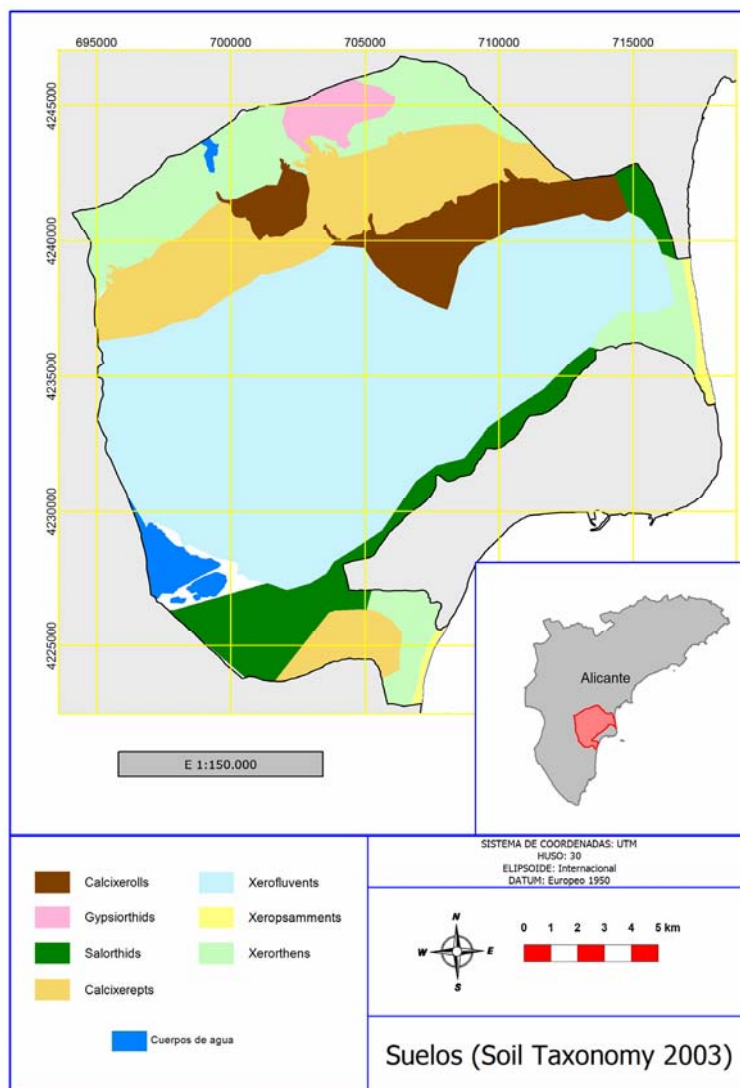 695000 700000 705000 710000 715000
4245000
4240000
4235000
4230000
4225000
Alicante
E 1:150.000
Calcixerolls
Gypsiorthids
Salorthids
Calcixerepts
Xerofluvents
Xeropsamments
Xerorthens
Cuerpos de agua
SISTEMA DE COORDENADAS: UTM
HUSO: 30
ELIPSOIDE: Internacional
DATUM: Europeo 1950
N
W E
S
0 1 2 3 4 5 km
Suelos (Soil Taxonomy 2003)